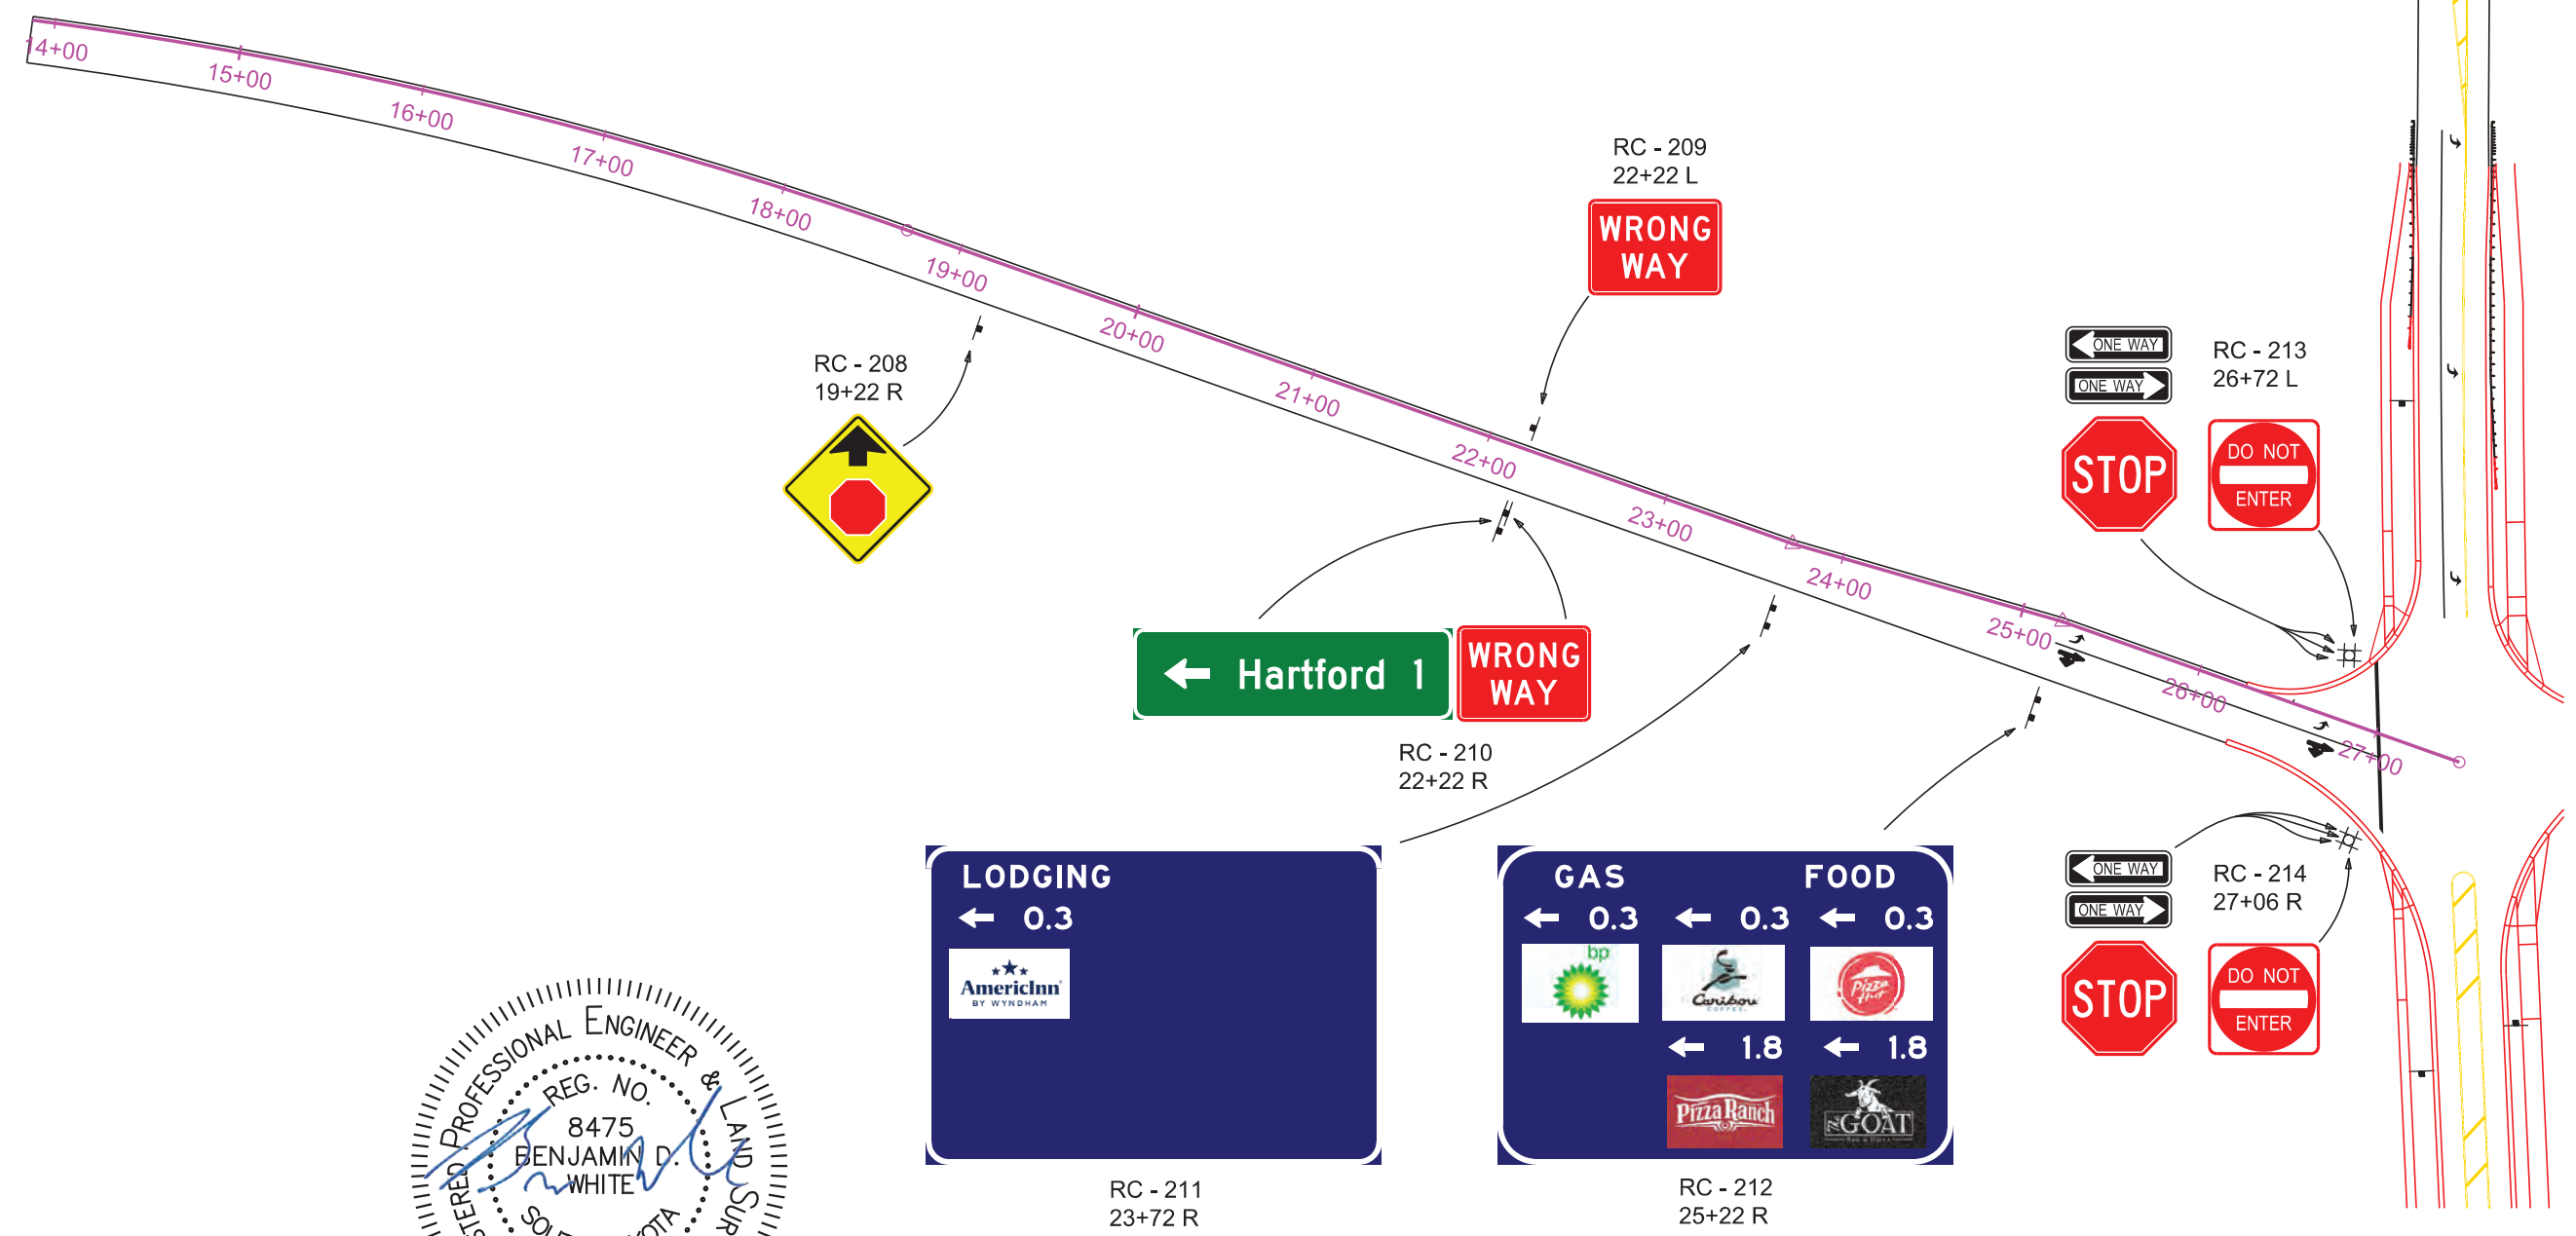 14+00
15+00
16+00
17+00
18+00
19+00
20+00
21+00
22+00
23+00
24+00
25+00
26+00
27+00
RC - 208
19+22 R
RC - 209
22+22 L
WRONG
WAY
Hartford 1
WRONG
WAY
RC - 210
22+22 R
ONE WAY
ONE WAY
RC - 213
26+72 L
STOP
DO NOT
ENTER
LODGING
0.3
AmericInn
BY WYNDHAM
RC - 211
23+72 R
GAS FOOD
0.3 0.3 0.3
bp
Caribou
COFFEE
Pizza
Hut
1.8 1.8
Pizza Ranch
GOAT
RC - 212
25+22 R
ONE WAY
ONE WAY
RC - 214
27+06 R
STOP
DO NOT
ENTER
PROFESSIONAL ENGINEER & LAND
REG. NO.
8475
BENJAMIN D.
WHITE